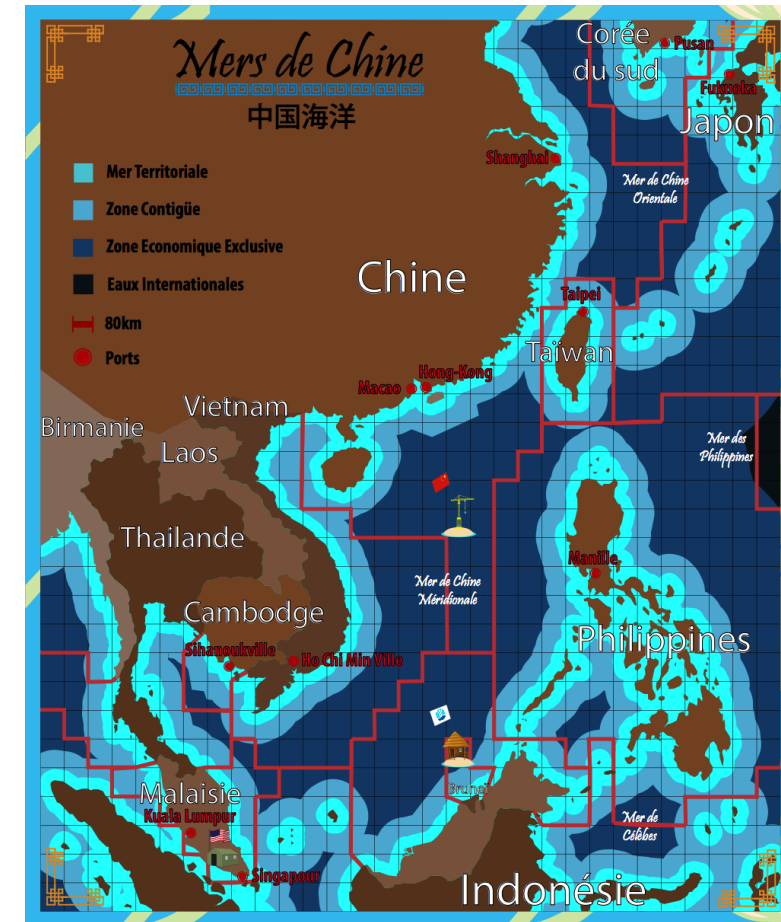 Mers de Chine
中国海洋
Mer Territoriale
Zone Contigüe
Zone Economique Exclusive
Eaux Internationales
80km
Ports
Corée
du sud
Pusan
Fukuoka
Japon
Shanghai
Mer de Chine
Orientale
Chine
Taipei
Taïwan
Hong-Kong
Macao
Vietnam
Birmanie
Laos
Mer des
Philippines
Thailande
Manille
Mer de Chine
Méridionale
Cambodge
Philippines
Sihanoukville
Ho Chi Min Ville
Malaisie
Brunei
Kuala Lumpur
Mer de
Célèbes
Singapour
Indonésie